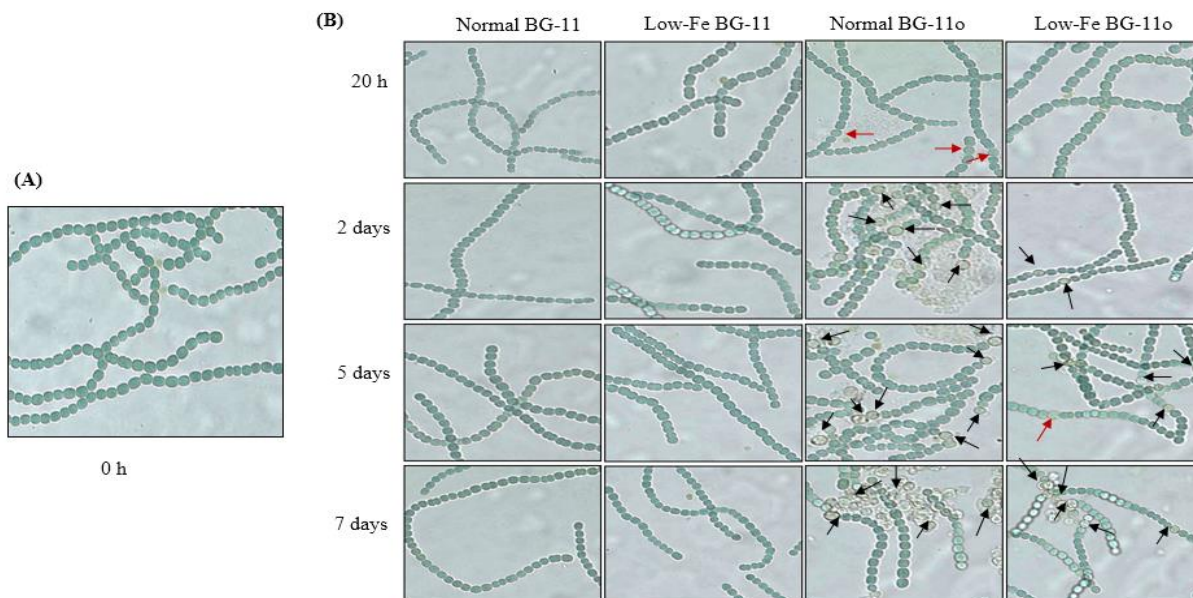 (B)
Normal BG-11
Low-Fe BG-11
Normal BG-11o
Low-Fe BG-11o
20 h
(A)
2 days
5 days
0 h
7 days